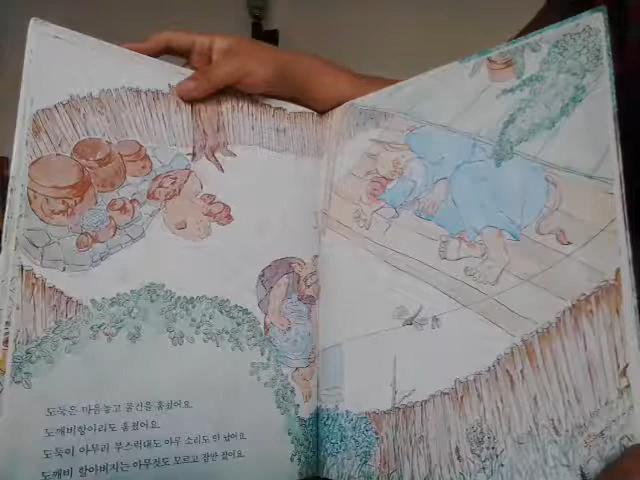 도둑은 마음놓고 물건을 훔쳤어요.
도깨비항아리도 훔쳤어요.
도둑이 아무리 부스럭대도 아무 소리도 안 났어요.
도깨비 할아버지는 아무것도 모르고 잠만 잤어요.